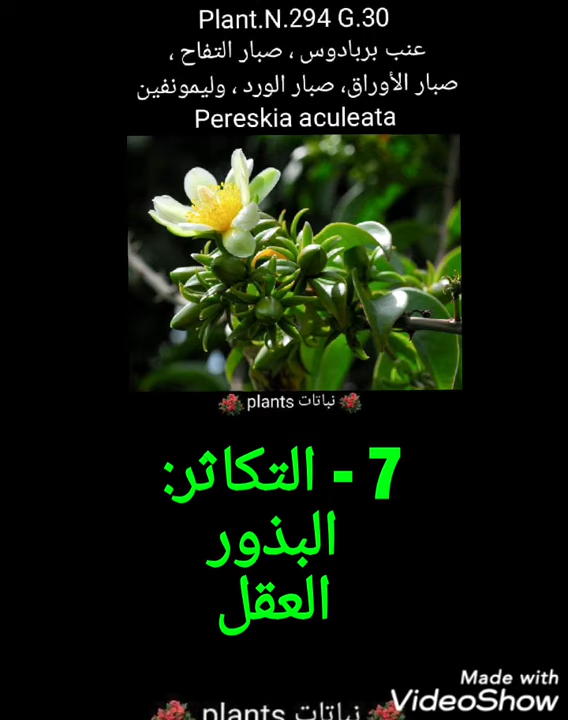 Plant.N.294 G.30
عنب بربادوس ، صبار التفاح ،
صبار الأوراق، صبار الورد ، وليمونفين
Pereskia aculeata
نباتات plants
7 - التكاثر:
البذور
العقل
Made with
VideoShow
نباتات plants